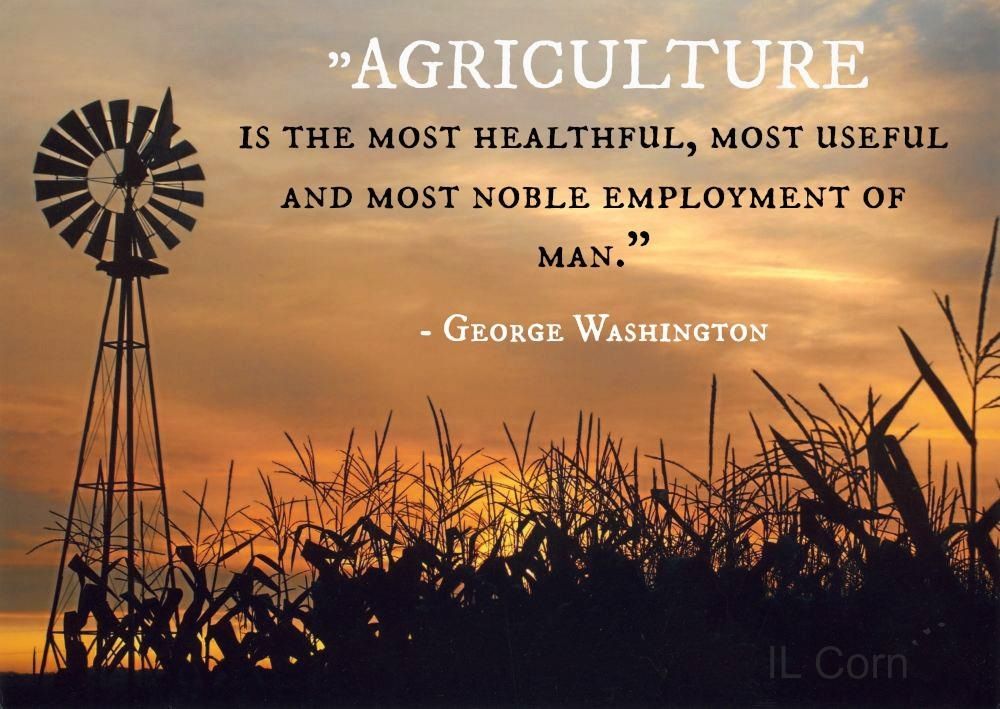 ”AGRICULTURE
IS THE MOST HEALTHFUL, MOST USEFUL
AND MOST NOBLE EMPLOYMENT OF
MAN.”
- GEORGE WASHINGTON
IL Corn